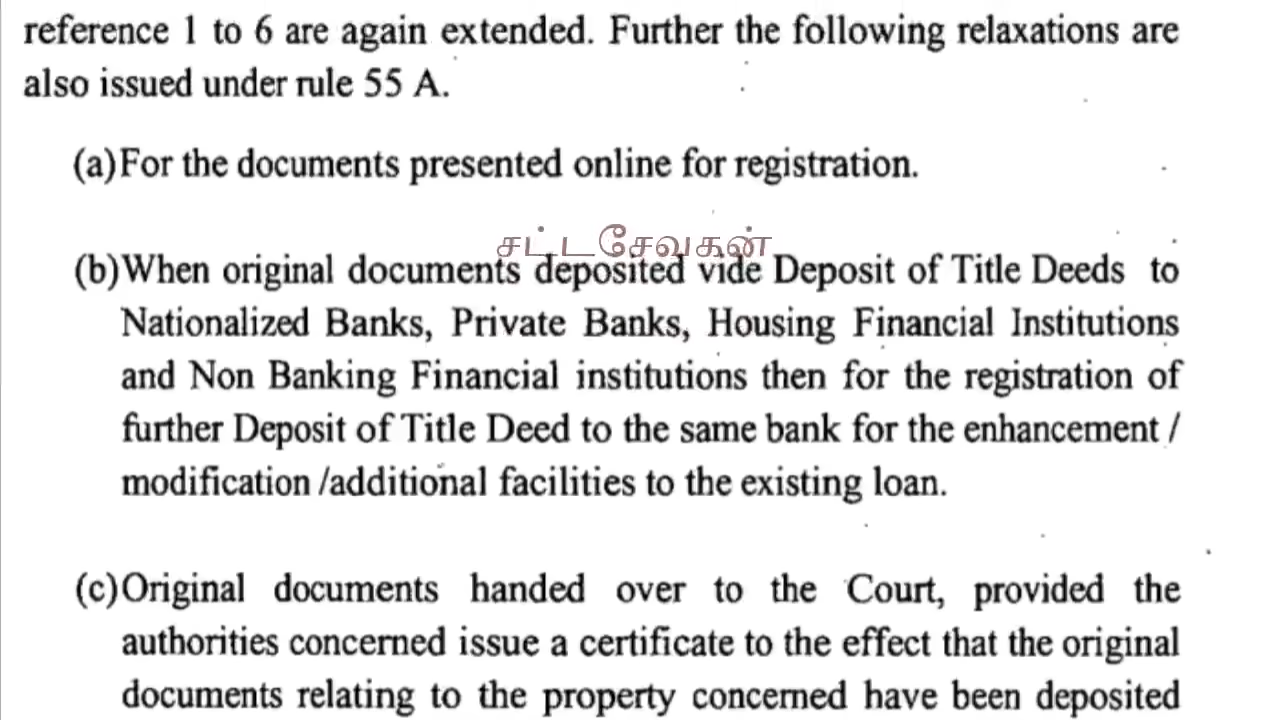 reference 1 to 6 are again extended. Further the following relaxations are
also issued under rule 55 A.
(a)For the documents presented online for registration.
சட்டசேவகன்
(b)When original documents deposited vide Deposit of Title Deeds to
Nationalized Banks, Private Banks, Housing Financial Institutions
and Non Banking Financial institutions then for the registration of
further Deposit of Title Deed to the same bank for the enhancement /
modification /additional facilities to the existing loan.
(c)Original documents handed over to the Court, provided the
authorities concerned issue a certificate to the effect that the original
documents relating to the property concerned have been deposited